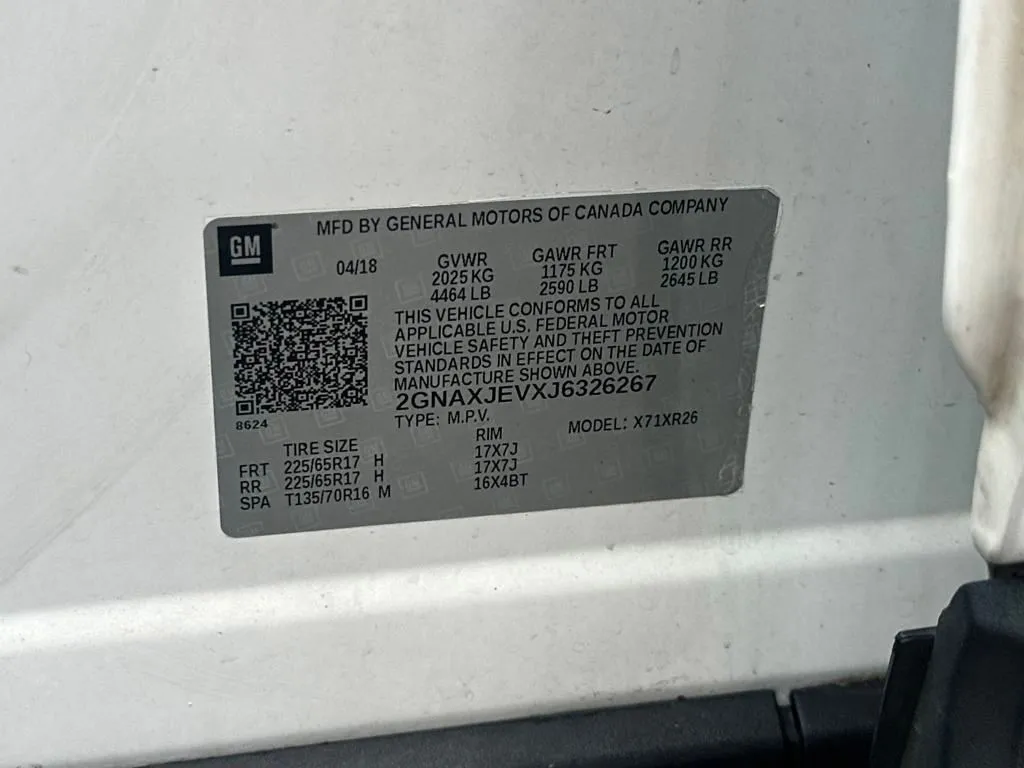 MFD BY GENERAL MOTORS OF CANADA COMPANY
GM
04/18 GVWR GAWR FRT GAWR RR
2025 KG 1175 KG 1200 KG
4464 LB 2590 LB 2645 LB
THIS VEHICLE CONFORMS TO ALL
APPLICABLE U.S. FEDERAL MOTOR
VEHICLE SAFETY AND THEFT PREVENTION
STANDARDS IN EFFECT ON THE DATE OF
MANUFACTURE SHOWN ABOVE.
2GNAXJEVXJ6326267
8624 TYPE: M.P.V. MODEL: X71XR26
TIRE SIZE RIM
FRT 225/65R17 H 17X7J
RR 225/65R17 H 17X7J
SPA T135/70R16 M 16X4BT